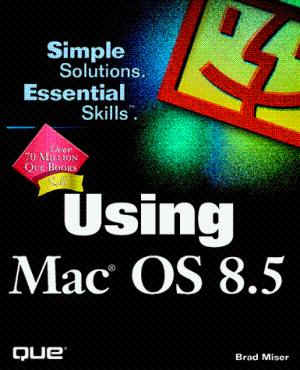 Simple
Solutions.
Essential
Skills™.
Over
70 Million
Que Books
Sold
Using
Mac® OS 8.5
que®
Brad Miser